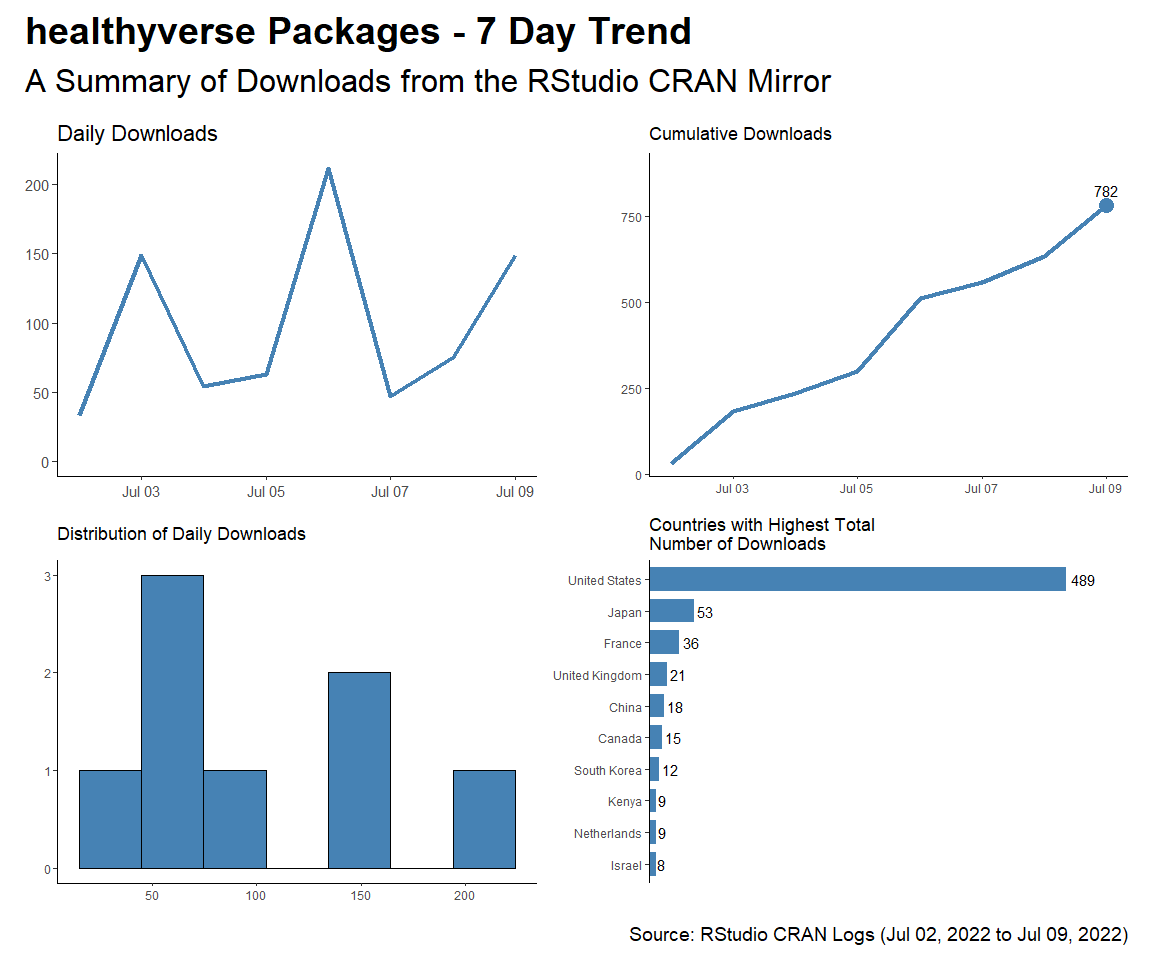 healthyverse Packages - 7 Day Trend
A Summary of Downloads from the RStudio CRAN Mirror
Daily Downloads
200
150
100
50
0
Jul 03 Jul 05 Jul 07 Jul 09
Cumulative Downloads
782
750
500
250
0
Jul 03 Jul 05 Jul 07 Jul 09
Distribution of Daily Downloads
3
2
1
0
50 100 150 200
Countries with Highest Total
Number of Downloads
United States 489
Japan 53
France 36
United Kingdom 21
China 18
Canada 15
South Korea 12
Kenya 9
Netherlands 9
Israel 8
Source: RStudio CRAN Logs (Jul 02, 2022 to Jul 09, 2022)